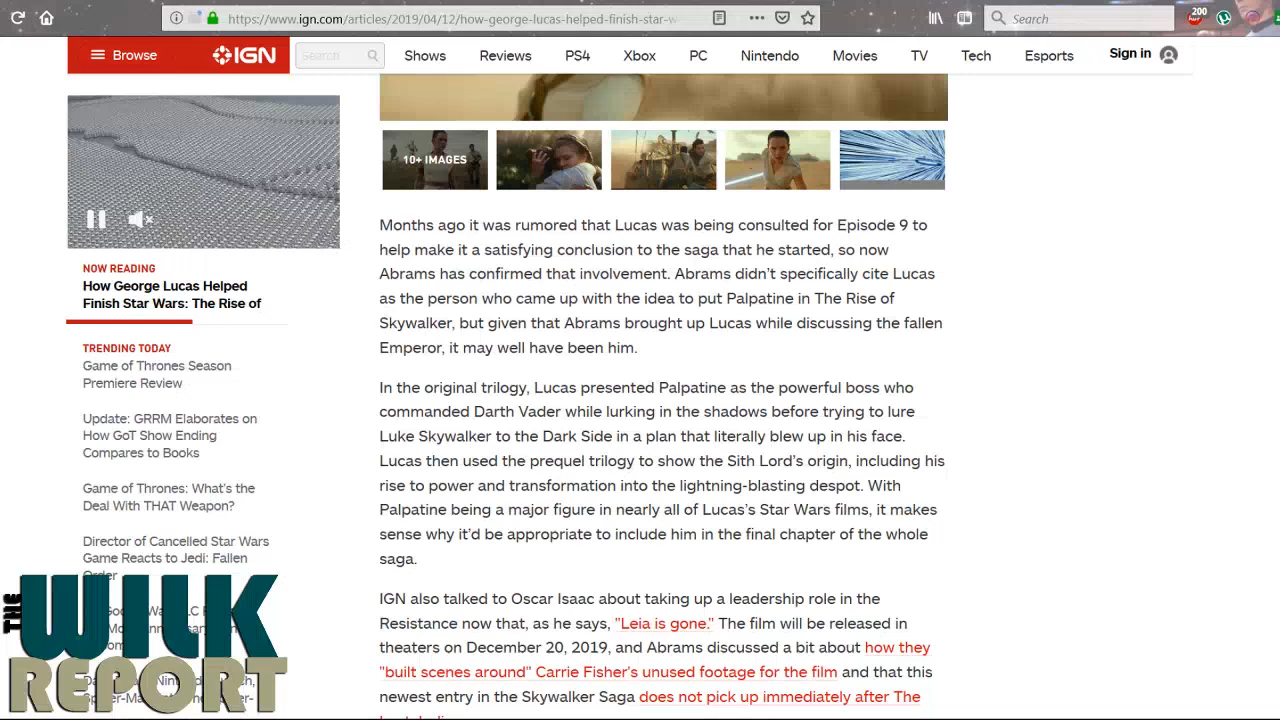 https://www.ign.com/articles/2019/04/12/how-george-lucas-helped-finish-star-w
Search
200
Browse
IGN
Search
Shows
Reviews
PS4
Xbox
PC
Nintendo
Movies
TV
Tech
Esports
Sign in
10+ IMAGES
NOW READING
How George Lucas Helped
Finish Star Wars: The Rise of
TRENDING TODAY
Game of Thrones Season
Premiere Review
Update: GRRM Elaborates on
How GoT Show Ending
Compares to Books
Game of Thrones: What's the
Deal With THAT Weapon?
Director of Cancelled Star Wars
Game Reacts to Jedi: Fallen
Order
Months ago it was rumored that Lucas was being consulted for Episode 9 to
help make it a satisfying conclusion to the saga that he started, so now
Abrams has confirmed that involvement. Abrams didn't specifically cite Lucas
as the person who came up with the idea to put Palpatine in The Rise of
Skywalker, but given that Abrams brought up Lucas while discussing the fallen
Emperor, it may well have been him.
In the original trilogy, Lucas presented Palpatine as the powerful boss who
commanded Darth Vader while lurking in the shadows before trying to lure
Luke Skywalker to the Dark Side in a plan that literally blew up in his face.
Lucas then used the prequel trilogy to show the Sith Lord's origin, including his
rise to power and transformation into the lightning-blasting despot. With
Palpatine being a major figure in nearly all of Lucas's Star Wars films, it makes
sense why it'd be appropriate to include him in the final chapter of the whole
saga.
IGN also talked to Oscar Isaac about taking up a leadership role in the
Resistance now that, as he says, "Leia is gone." The film will be released in
theaters on December 20, 2019, and Abrams discussed a bit about how they
"built scenes around" Carrie Fisher's unused footage for the film and that this
newest entry in the Skywalker Saga does not pick up immediately after The
THE WILK
REPORT